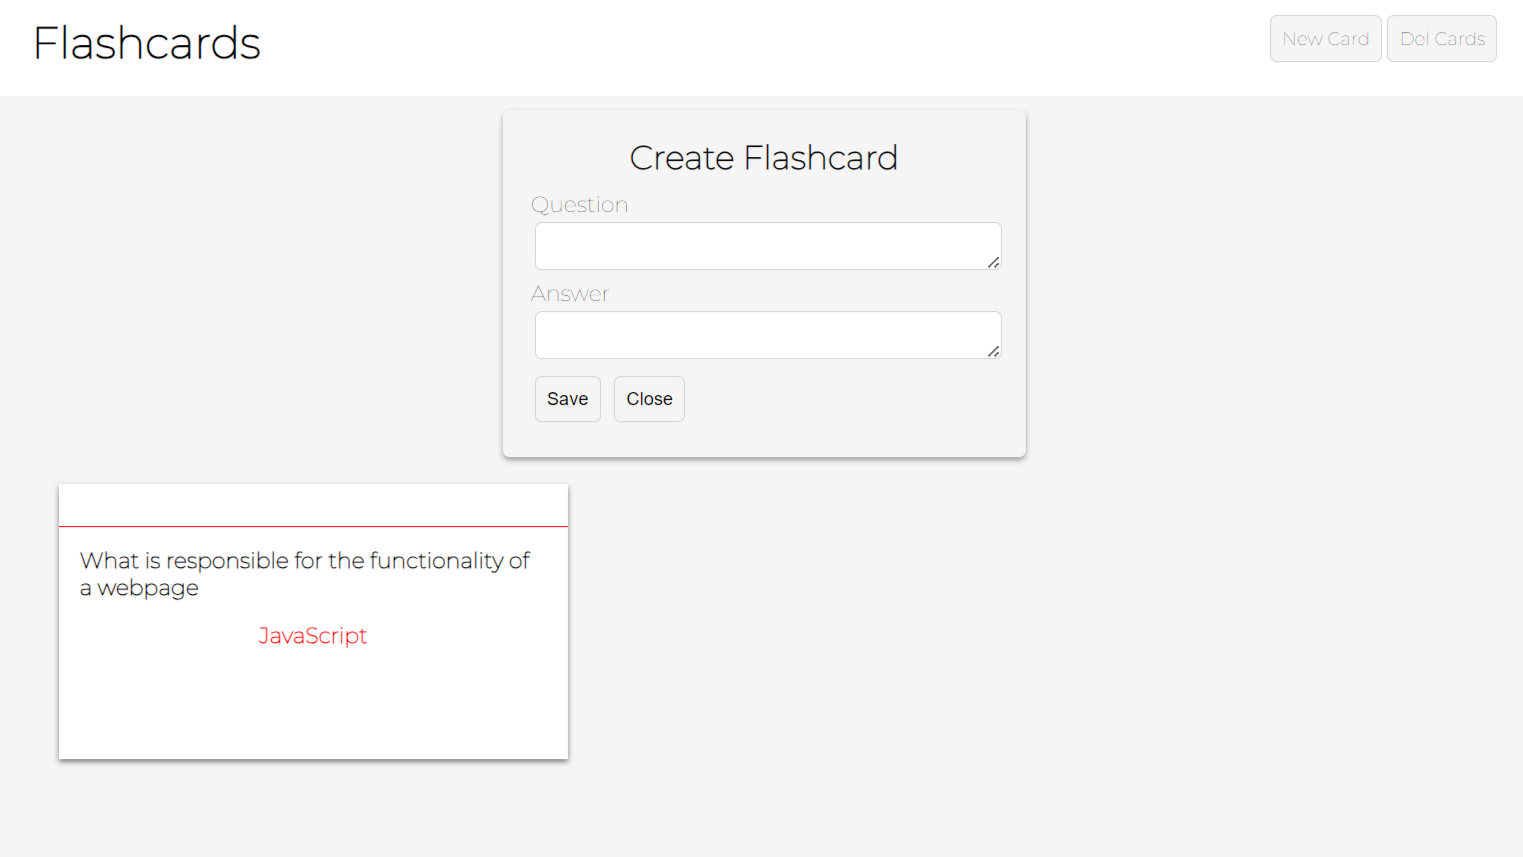 Flashcards
New Card
Del Cards
Create Flashcard
Question
Answer
Save
Close
What is responsible for the functionality of
a webpage
JavaScript